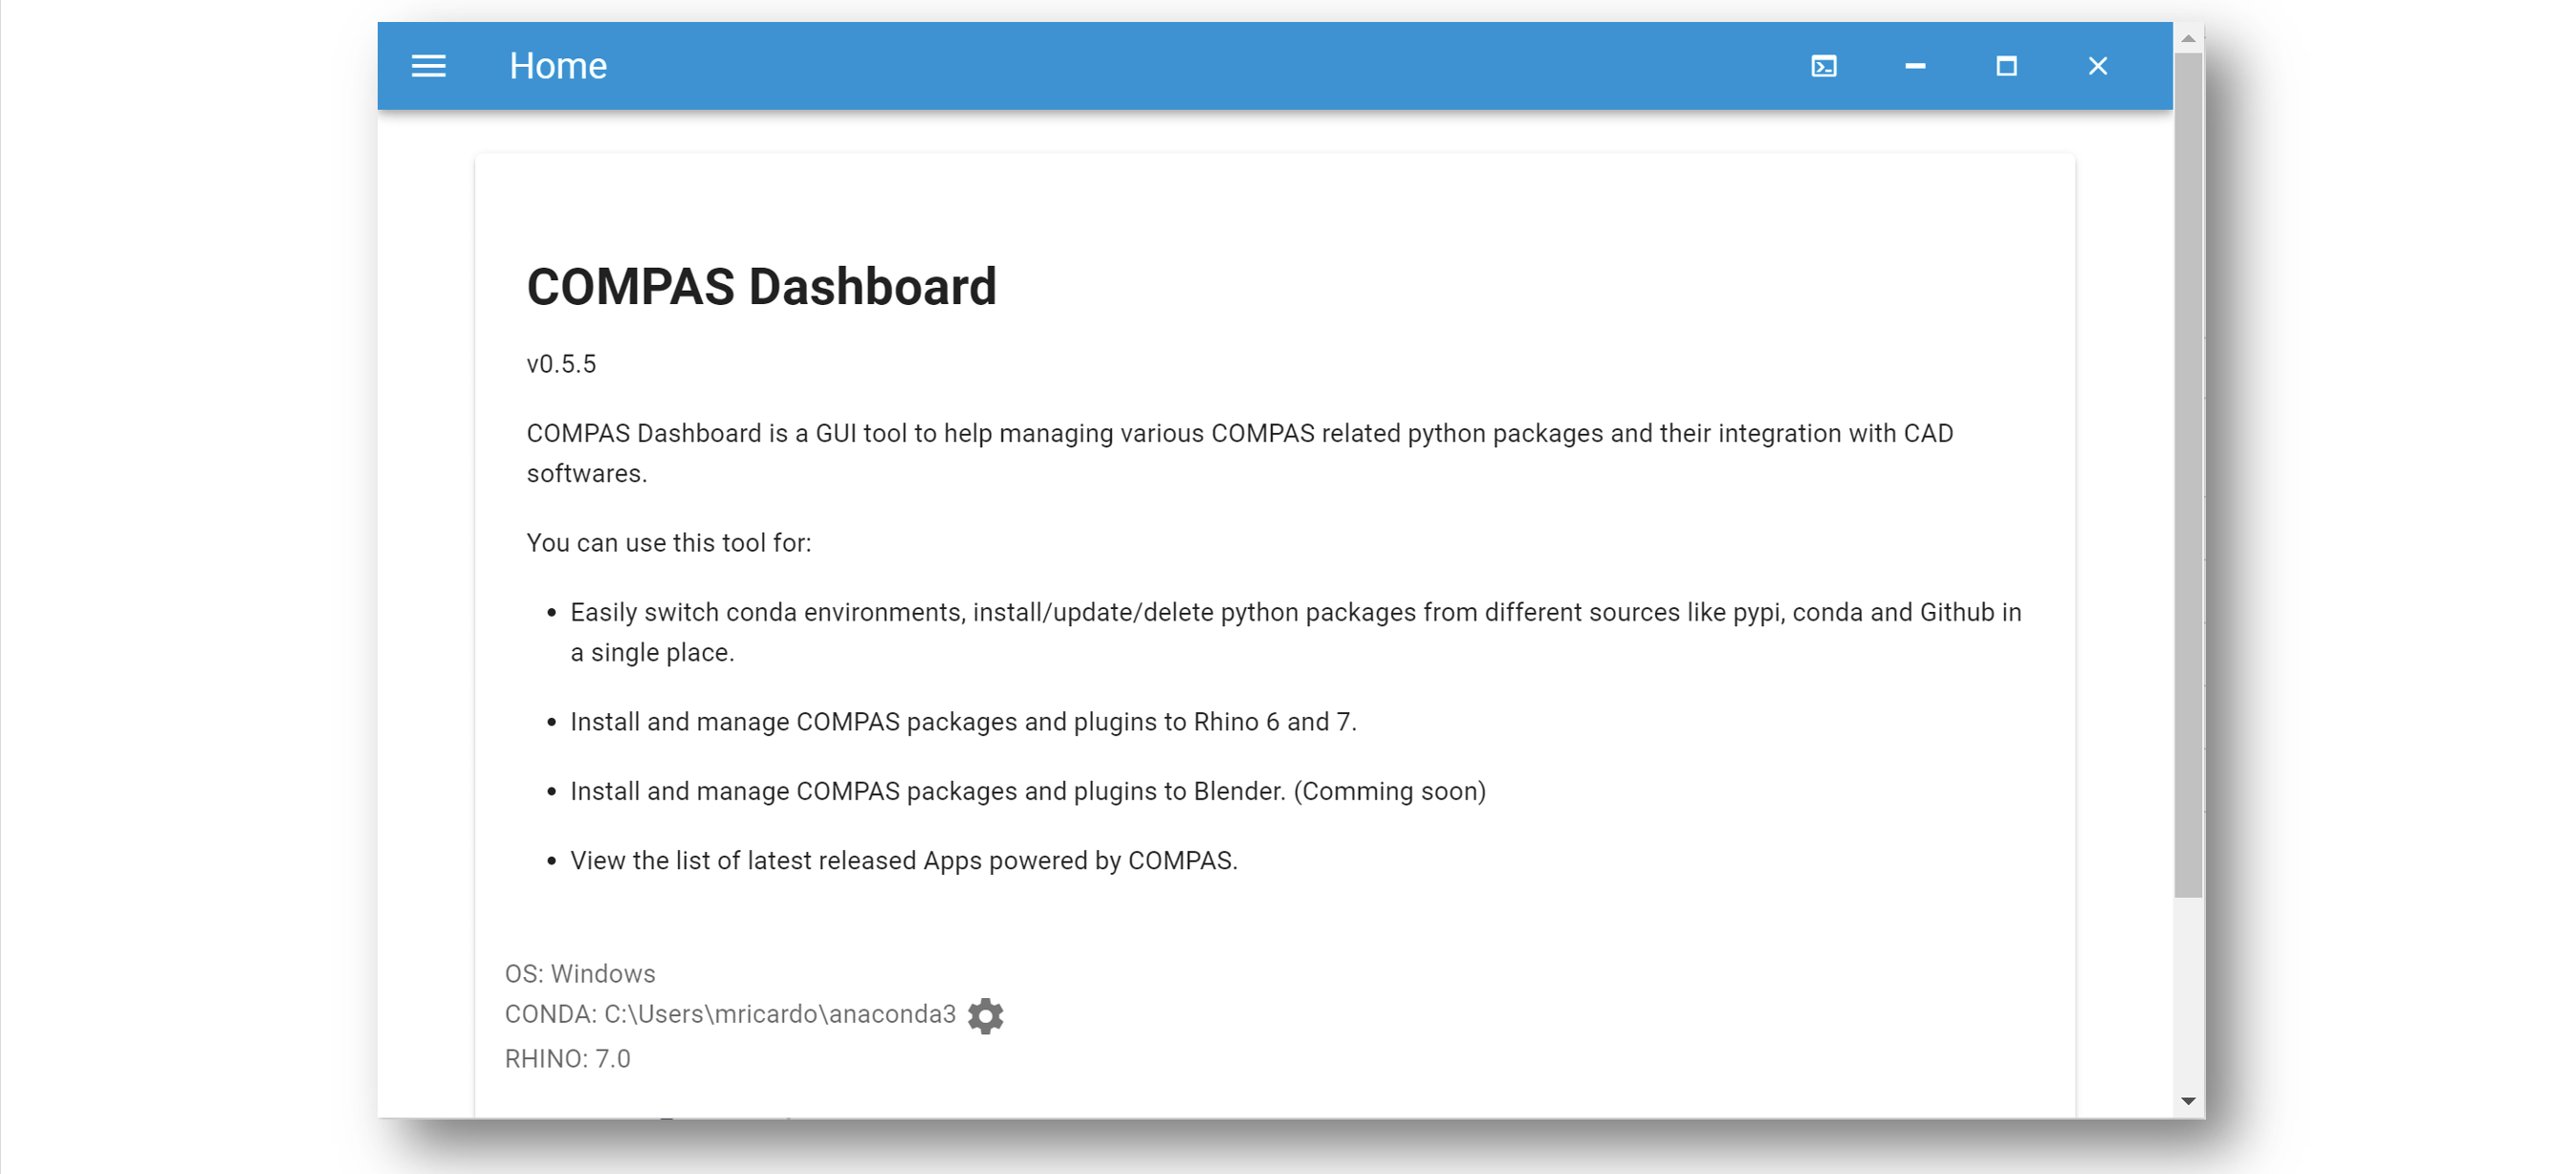 Home
COMPAS Dashboard
v0.5.5
COMPAS Dashboard is a GUI tool to help managing various COMPAS related python packages and their integration with CAD
softwares.
You can use this tool for:
• Easily switch conda environments, install/update/delete python packages from different sources like pypi, conda and Github in
a single place.
• Install and manage COMPAS packages and plugins to Rhino 6 and 7.
• Install and manage COMPAS packages and plugins to Blender. (Comming soon)
• View the list of latest released Apps powered by COMPAS.
OS: Windows
CONDA: C:\Users\mricardo\anaconda3
RHINO: 7.0